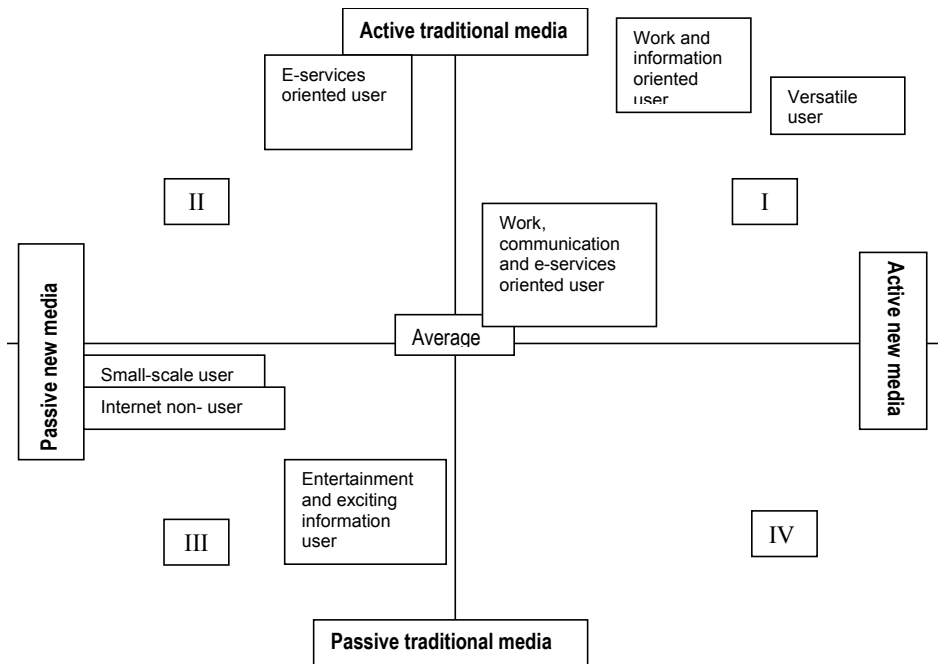 Active traditional media
Work and
information
oriented
user
E-services
oriented user
Versatile
user
II
I
Work,
communication
and e-services
oriented user
Passive new media
Active new media
Average
Small-scale user
Internet non- user
Entertainment
and exciting
information
user
III
IV
Passive traditional media